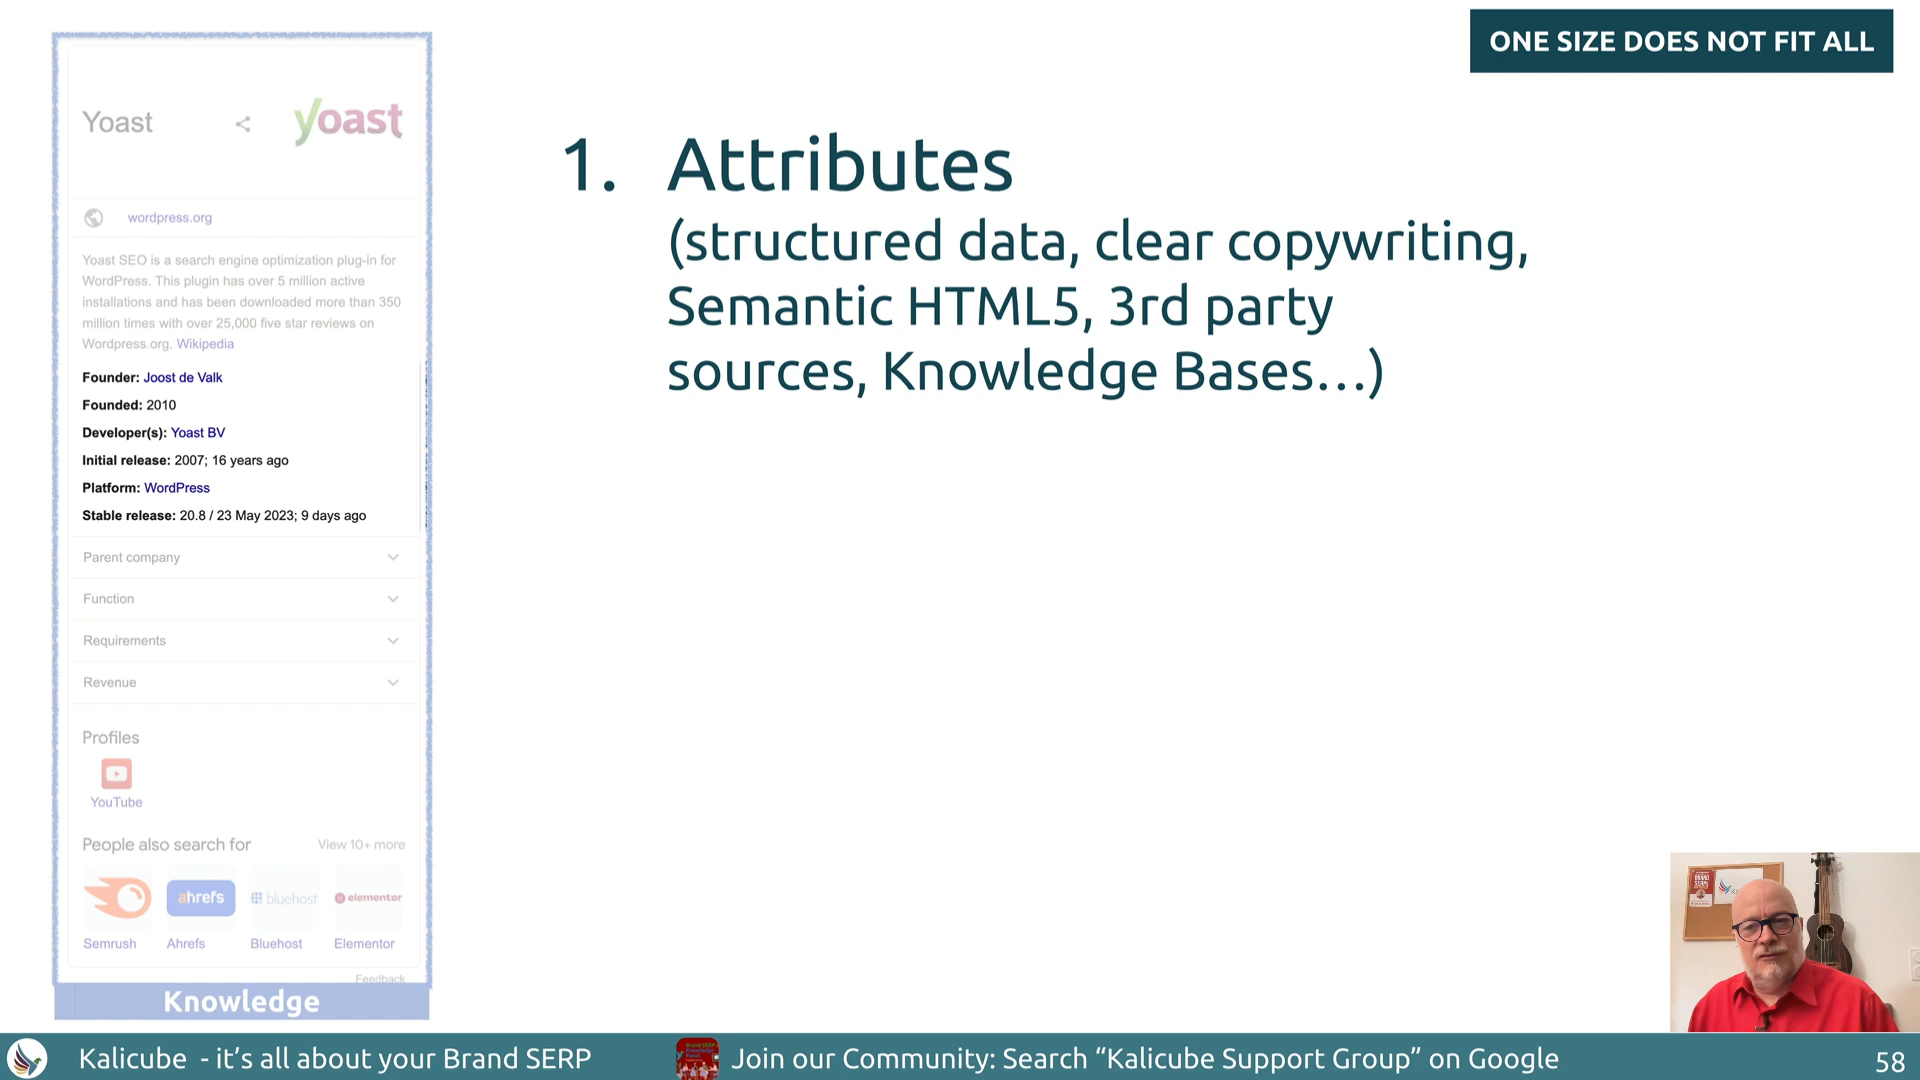 ONE SIZE DOES NOT FIT ALL
Yoast
yoast
wordpress.org
Yoast SEO is a search engine optimization plug-in for
WordPress. This plugin has over 5 million active
installations and has been downloaded more than 350
million times with over 25,000 five star reviews on
Wordpress.org. Wikipedia
Founder: Joost de Valk
Founded: 2010
Developer(s): Yoast BV
Initial release: 2007; 16 years ago
Platform: WordPress
Stable release: 20.8 / 23 May 2023; 9 days ago
Parent company
Function
Requirements
Revenue
Profiles
YouTube
People also search for View 10+ more
ahrefs bluehost elementor
Semrush Ahrefs Bluehost Elementor
Feedback
Knowledge
1. Attributes
(structured data, clear copywriting,
Semantic HTML5, 3rd party
sources, Knowledge Bases...)
Kalicube - it's all about your Brand SERP
Join our Community: Search “Kalicube Support Group” on Google
58